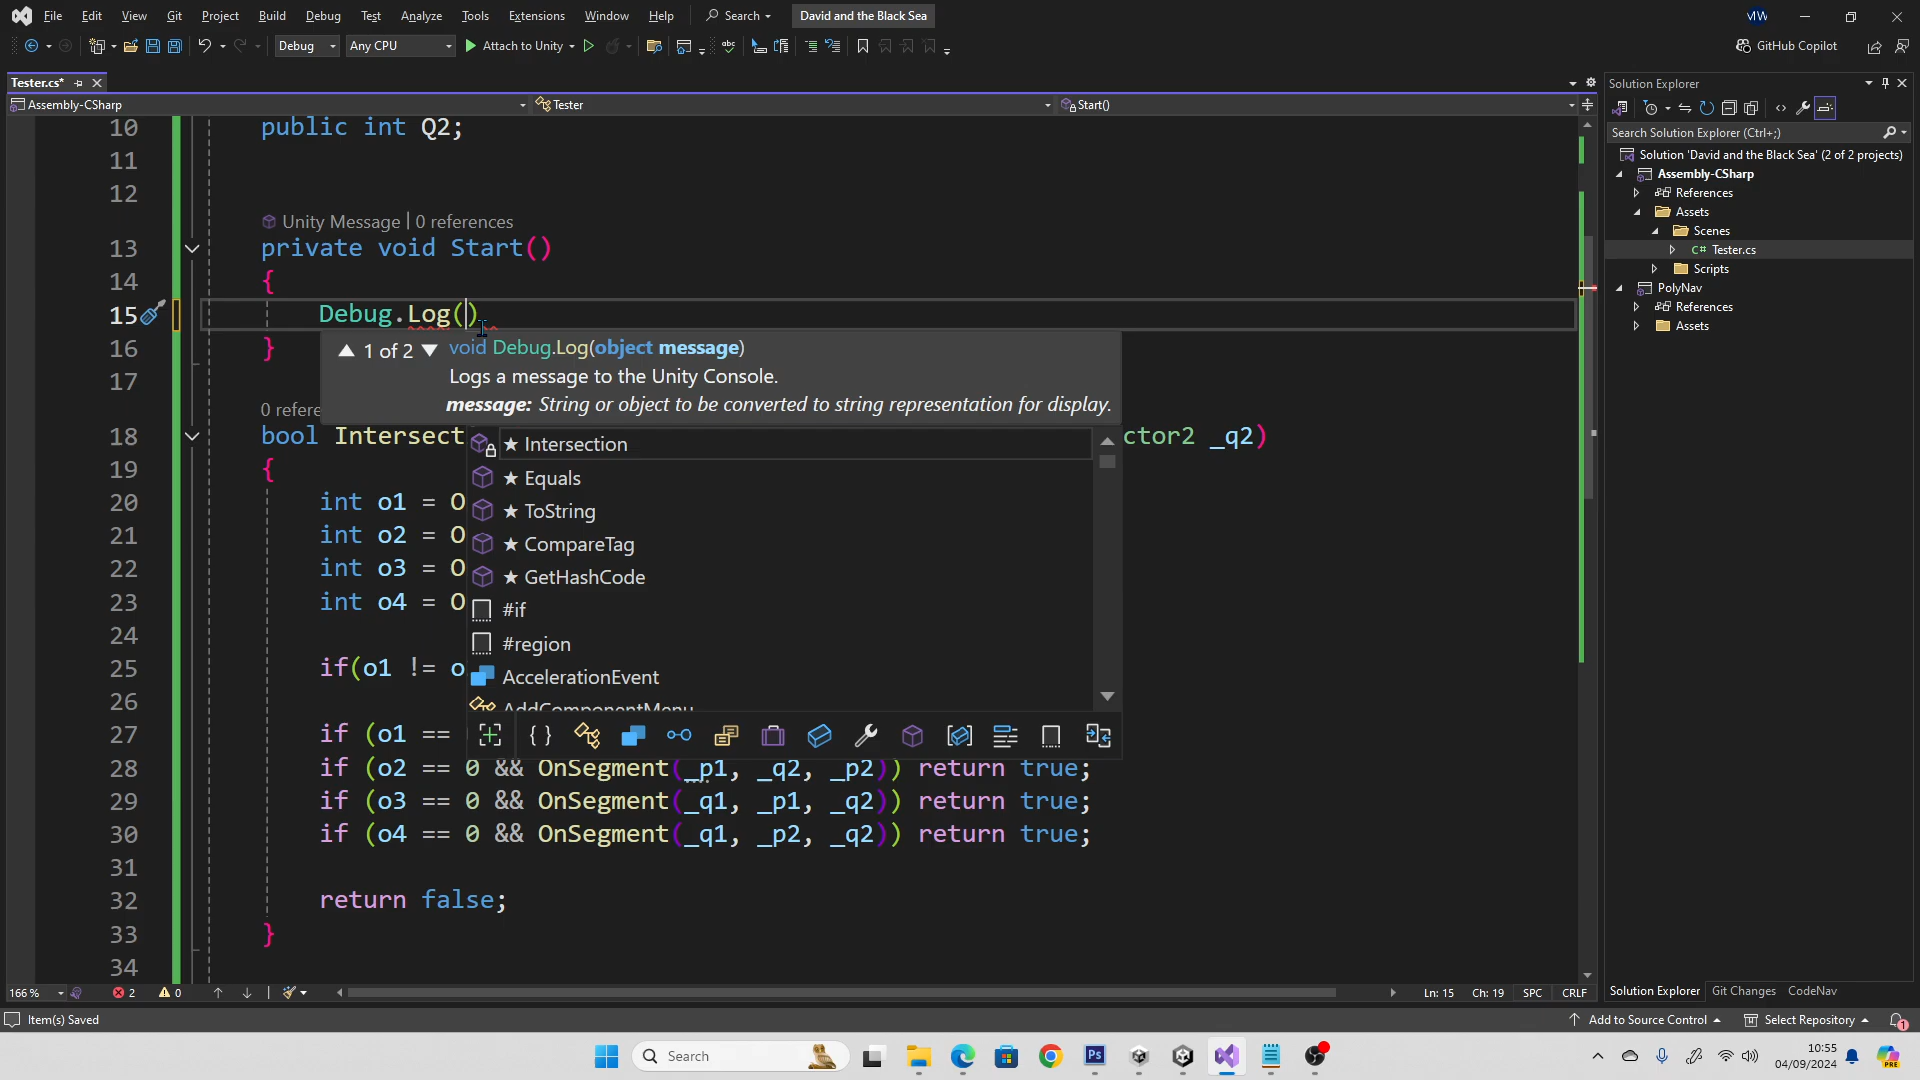 File Edit View Git Project Build Debug Test Analyze Tools Extensions Window Help Search David and the Black Sea
Debug Any CPU Attach to Unity GitHub Copilot
Tester.cs* Solution Explorer
Assembly-CSharp Tester Start()
Search Solution Explorer (Ctrl+;)
Solution 'David and the Black Sea' (2 of 2 projects)
Assembly-CSharp
References
Assets
Scenes
C# Tester.cs
Scripts
PolyNav
References
Assets
10 public int Q2;
11
12
Unity Message | 0 references
13 private void Start()
14 {
15 Debug.Log()
16 }
17
1 of 2 void Debug.Log(object message)
Logs a message to the Unity Console.
message: String or object to be converted to string representation for display.
0 refere
18 bool Intersect ctor2 _q2)
19 {
20 int o1 = O
21 int o2 = O
22 int o3 = O
23 int o4 = O
24
25 if(o1 != o
26
27 if (o1 ==
28 if (o2 == 0 && OnSegment(_p1, _q2, _p2)) return true;
29 if (o3 == 0 && OnSegment(_q1, _p1, _q2)) return true;
30 if (o4 == 0 && OnSegment(_q1, _p2, _q2)) return true;
31
32 return false;
33 }
34
★ Intersection
★ Equals
★ ToString
★ CompareTag
★ GetHashCode
#if
#region
AccelerationEvent
AddComponentMenu
166 % 2 0 Ln: 15 Ch: 19 SPC CRLF
Solution Explorer Git Changes CodeNav
Item(s) Saved Add to Source Control Select Repository 1
Search 10:55
04/09/2024